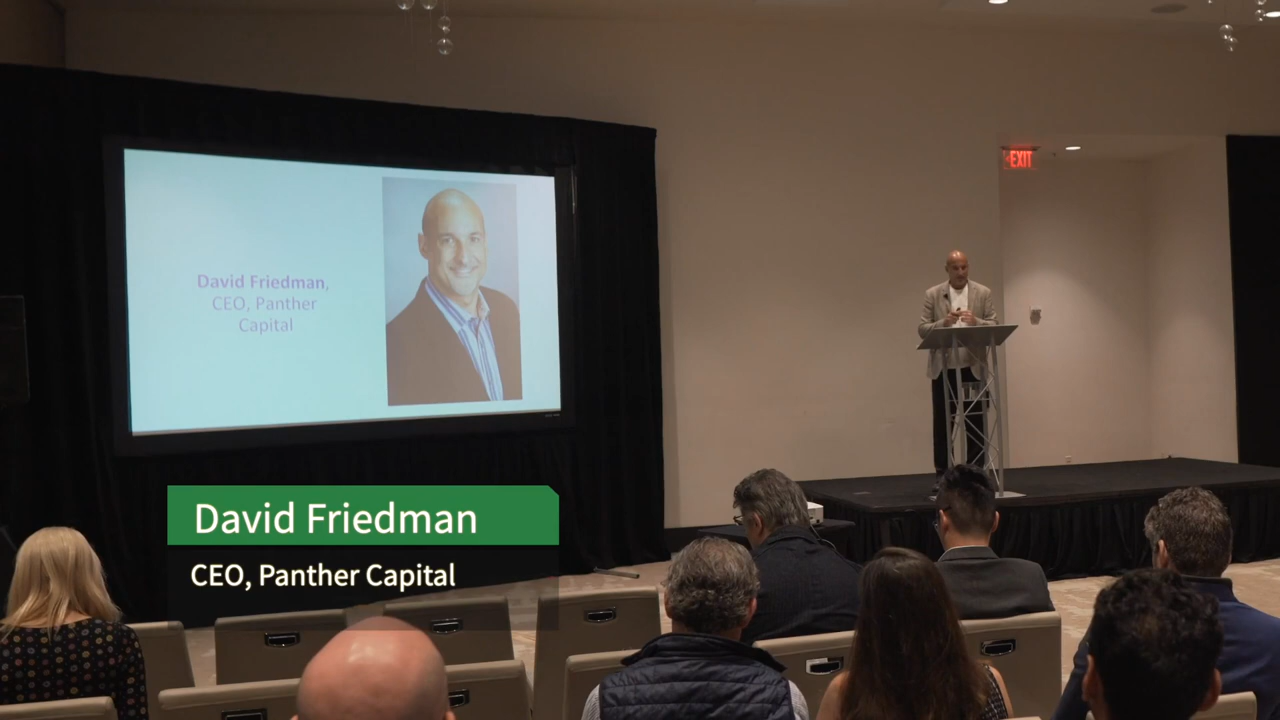 David Friedman,
CEO, Panther
Capital
EXIT
David Friedman
CEO, Panther Capital